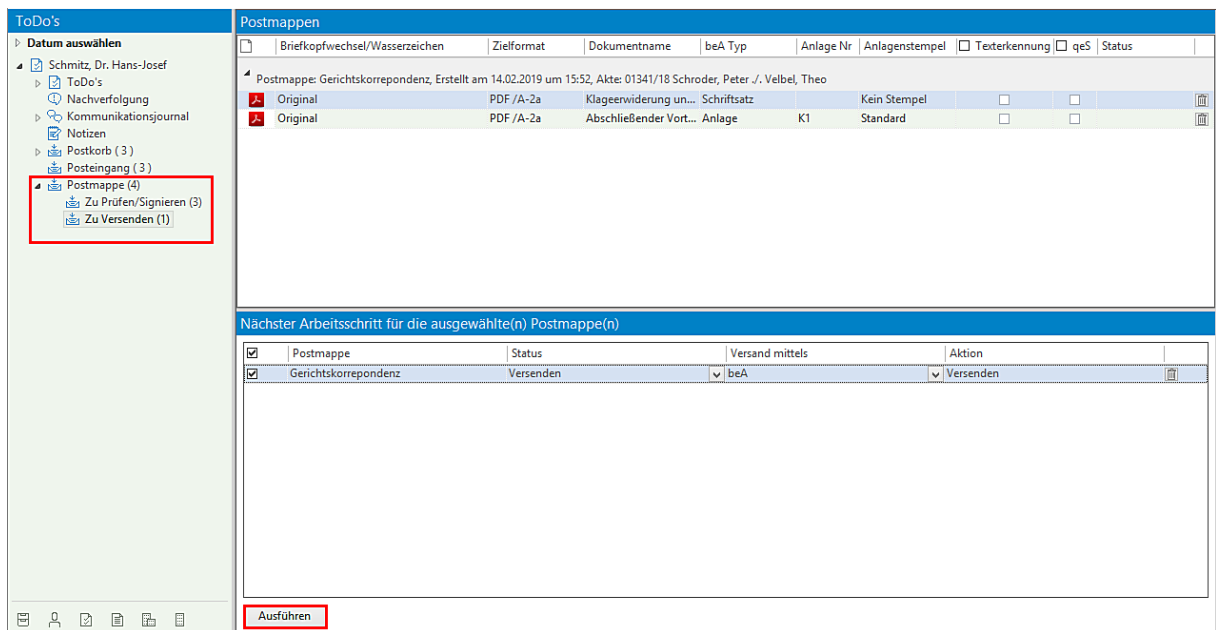 ToDo's
Datum auswählen
Schmitz, Dr. Hans-Josef
ToDo's
Nachverfolgung
Kommunikationsjournal
Notizen
Postkorb ( 3 )
Posteingang ( 3 )
Postmappe (4)
Zu Prüfen/Signieren (3)
Zu Versenden (1)
Postmappen
Briefkopfwechsel/Wasserzeichen Zielformat Dokumentname beA Typ Anlage Nr Anlagenstempel Texterkennung qeS Status
Postmappe: Gerichtskorrepondenz, Erstellt am 14.02.2019 um 15:52, Akte: 01341/18 Schroder, Peter ./. Velbel, Theo
Original PDF /A-2a Klageerwiderung un... Schriftsatz Kein Stempel
Original PDF /A-2a Abschließender Vort... Anlage K1 Standard
Nächster Arbeitsschritt für die ausgewählte(n) Postmappe(n)
Postmappe Status Versand mittels Aktion
Gerichtskorrepondenz Versenden beA Versenden
Ausführen